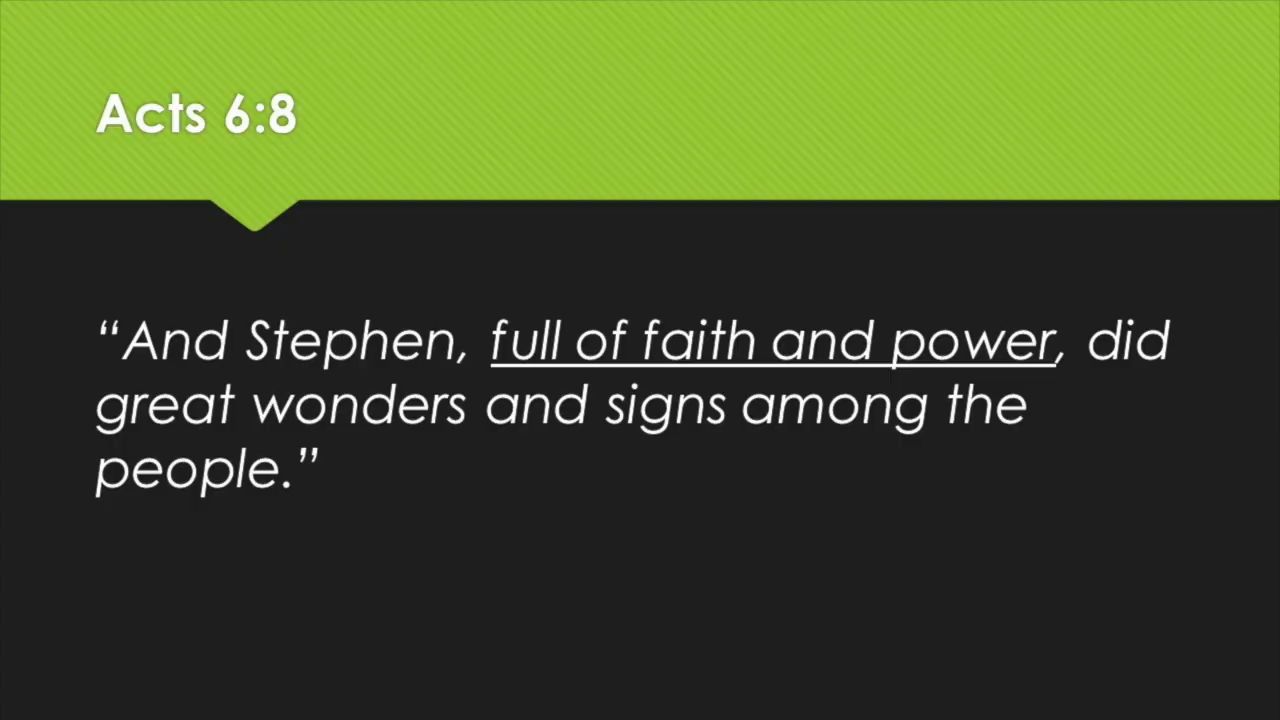 Acts 6:8
“And Stephen, full of faith and power, did
great wonders and signs among the
people.”